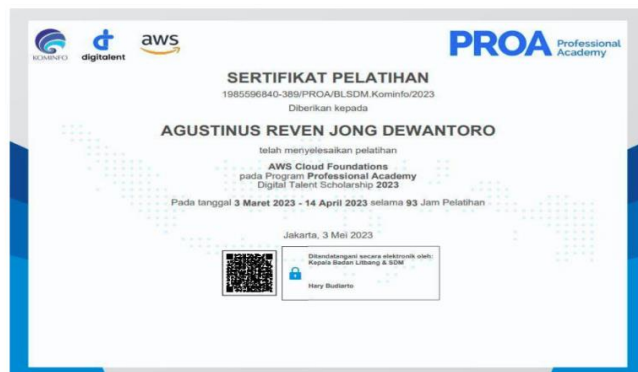 KOMINFO
digitalent
aws
PROA Professional Academy
SERTIFIKAT PELATIHAN
1985596840-389/PROA/BLSDM.Kominfo/2023
Diberikan kepada
AGUSTINUS REVEN JONG DEWANTORO
telah menyelesaikan pelatihan
AWS Cloud Foundations
pada Program Professional Academy
Digital Talent Scholarship 2023
Pada tanggal 3 Maret 2023 - 14 April 2023 selama 93 Jam Pelatihan
Jakarta, 3 Mei 2023
Ditandatangani secara elektronik oleh:
Kepala Badan Litbang & SDM
Hary Budiarto